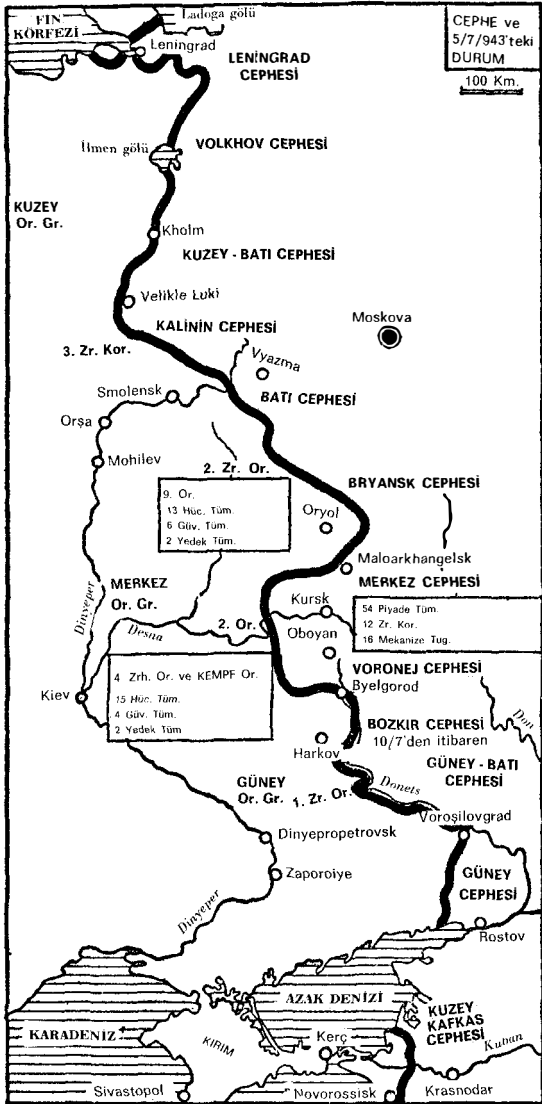 FİN
KÖRFEZİ
Ladoga gölü
Leningrad
CEPHE ve
5/7/943'teki
DURUM
100 Km.
LENİNGRAD
CEPHESİ
İlmen gölü
VOLKHOV CEPHESİ
KUZEY
Or. Gr.
Kholm
KUZEY - BATI CEPHESİ
Velikle Luki
KALİNİN CEPHESİ
Moskova
3. Zr. Kor.
Vyazma
Smolensk
BATI CEPHESİ
Orşa
Mohilev
2. Zr. Or.
BRYANSK CEPHESİ
9. Or.
13 Hüc. Tüm.
6 Güv. Tüm.
2 Yedek Tüm.
Oryol
Maloarkhangelsk
MERKEZ CEPHESİ
MERKEZ
Or. Gr.
Dinyeper
Desna
2. Or.
Kursk
54 Piyade Tüm.
12 Zr. Kor.
16 Mekanize Tug.
Oboyan
4 Zrh. Or. ve KEMPF Or.
15 Hüc. Tüm.
4 Güv. Tüm.
2 Yedek Tüm
VORONEJ CEPHESİ
Byelgorod
Kiev
BOZKIR CEPHESİ
10/7'den itibaren
Don
Harkov
GÜNEY - BATI
CEPHESİ
GÜNEY
Or. Gr.
1. Zr. Or.
Donets
Voroşilovgrad
Dinyepropetrovsk
Zaporoiye
GÜNEY
CEPHESİ
Dinyeper
Rostov
AZAK DENİZİ
KUZEY
KAFKAS
CEPHESİ
KARADENİZ
KIRIM
Kerç
Kuban
Sivastopol
Novorossisk
Krasnodar